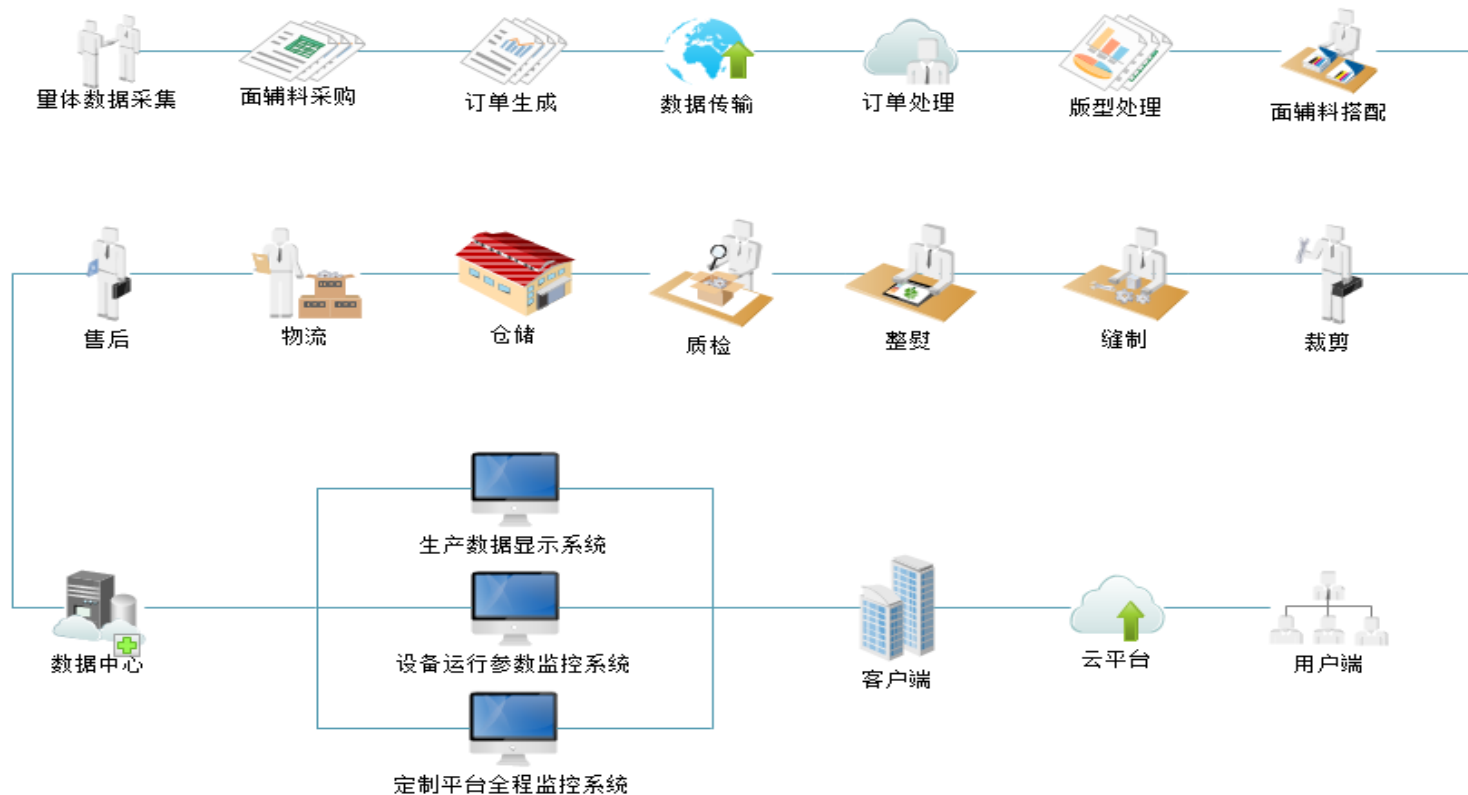 量体数据采集
面辅料采购
订单生成
数据传输
订单处理
版型处理
面辅料搭配
售后
物流
仓储
质检
整熨
缝制
裁剪
生产数据显示系统
数据中心
设备运行参数监控系统
客户端
云平台
用户端
定制平台全程监控系统